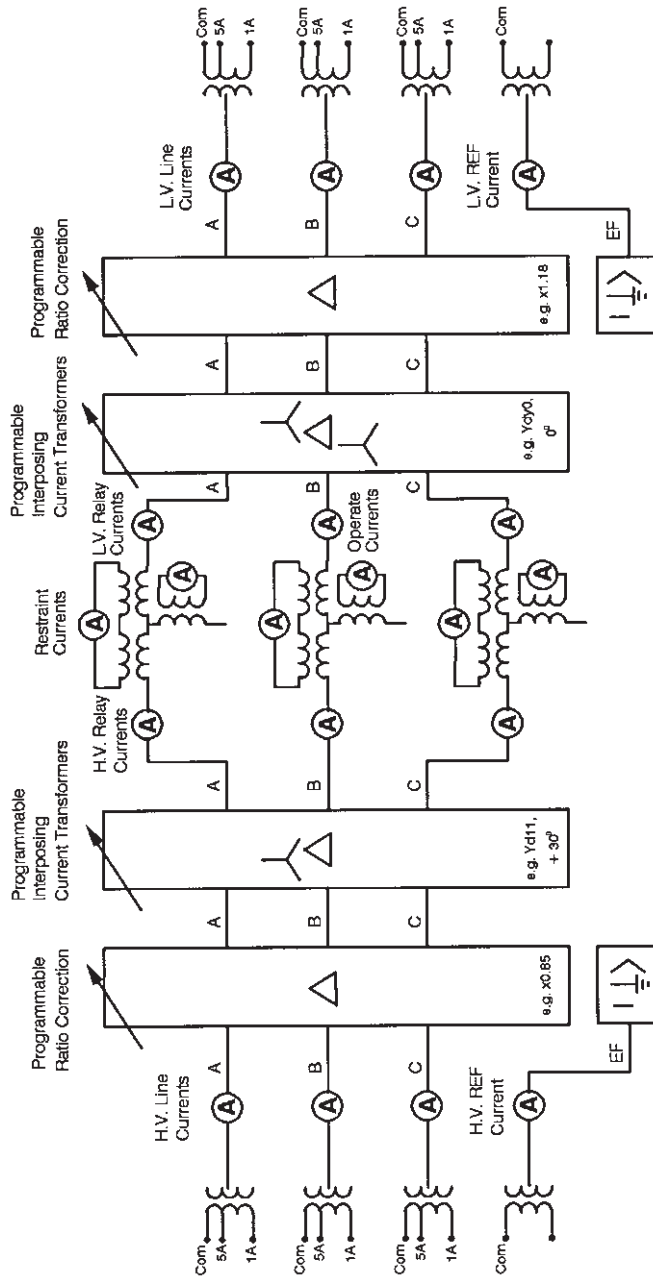 Programmable
Ratio Correction
Programmable
Interposing
Current Transformers
Restraint
Currents
Programmable
Interposing
Current Transformers
Programmable
Ratio Correction
H.V. Line
Currents
H.V. Relay
Currents
L.V. Relay
Currents
L.V. Line
Currents
Com
5A
1A
A
A
A
A
A
A
A
A
A
A
Com
5A
1A
Com
5A
1A
A
B
B
B
A
A
A
Operate
Currents
A
B
B
B
A
Com
5A
1A
Com
5A
1A
A
C
C
C
A
A
A
A
C
C
C
A
Com
5A
1A
e.g. x0.85
e.g. Yd11,
+ 30°
e.g. Ydy0,
0°
e.g. x1.18
H.V. REF
Current
L.V. REF
Current
Com
A
EF
I >
EF
I >
A
Com